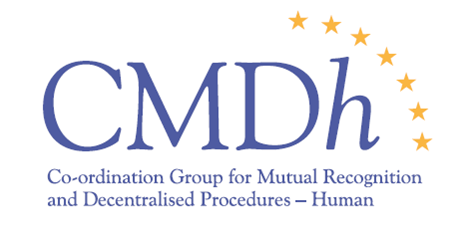 CMDh
Co-ordination Group for Mutual Recognition
and Decentralised Procedures – Human